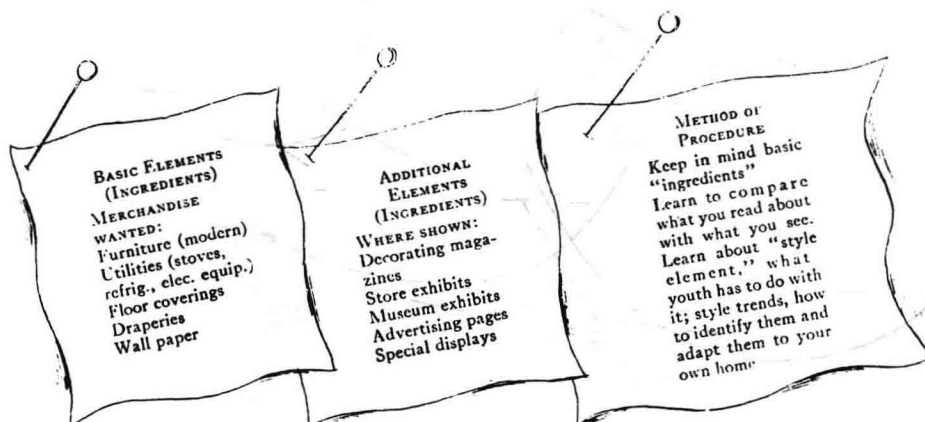 BASIC ELEMENTS
(INGREDIENTS)
MERCHANDISE
WANTED:
Furniture (modern)
Utilities (stoves,
refrig., elec. equip.)
Floor coverings
Draperies
Wall paper
ADDITIONAL
ELEMENTS
(INGREDIENTS)
WHERE SHOWN:
Decorating maga-
zines
Store exhibits
Museum exhibits
Advertising pages
Special displays
METHOD OF
PROCEDURE
Keep in mind basic
"ingredients"
Learn to compare
what you read about
with what you see.
Learn about "style
element," what
youth has to do with
it; style trends, how
to identify them and
adapt them to your
own home